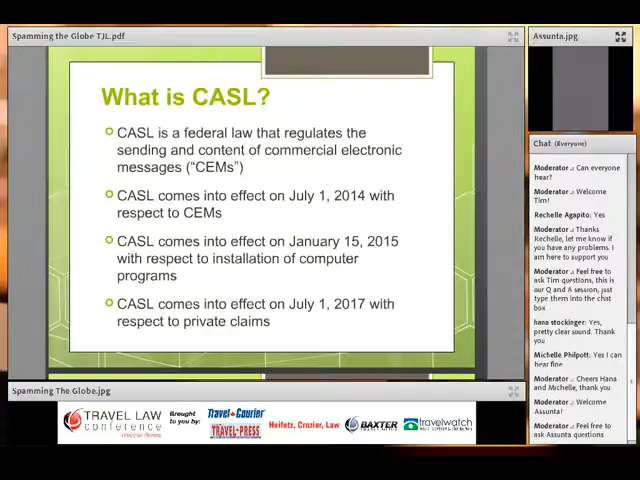 Spamming the Globe TJL.pdf
What is CASL?
CASL is a federal law that regulates the
sending and content of commercial electronic
messages (“CEMs”)
CASL comes into effect on July 1, 2014 with
respect to CEMs
CASL comes into effect on January 15, 2015
with respect to installation of computer
programs
CASL comes into effect on July 1, 2017 with
respect to private claims
Spamming The Globe.jpg
TRAVEL LAW
conference
Brought
to you by:
Travel Courier
TRAVEL PRESS
Heifetz, Crozier, Law
BAXTER
travelwatch
Assunta.jpg
Chat (Everyone)
Moderator : Can everyone
hear?
Moderator : Welcome
Tim!
Rechelle Agapito: Yes
Moderator : Thanks
Rechelle, let me know if
you have any problems. I
am here to support you
Moderator : Feel free to
ask Tim questions, this is
our Q and A session, just
type them into the chat
box
hana stockinger: Yes,
pretty clear sound. Thank
you
Michelle Philpott: Yes I can
hear fine
Moderator : Cheers Hana
and Michelle, thank you
Moderator : Welcome
Assunta!
Moderator : Feel free to
ask Assunta questions